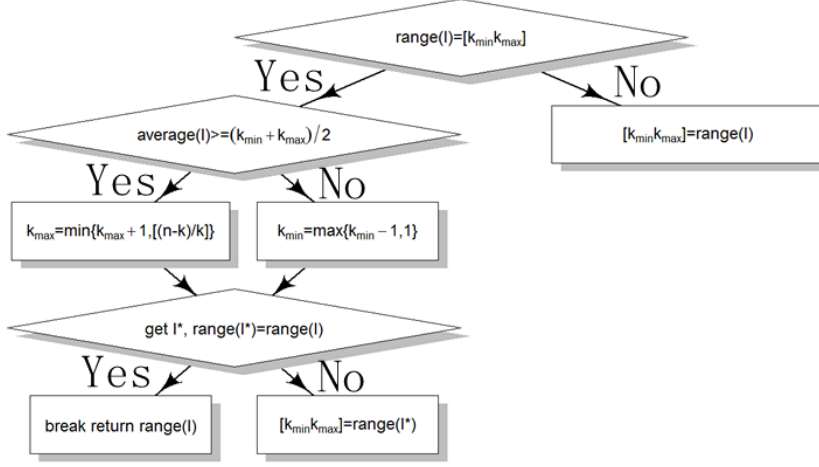 range(I)=[kminkmax]
Yes
No
average(I)>=(kmin+kmax)/2
[kminkmax]=range(I)
Yes
No
kmax=min{kmax+1,[(n-k)/k]}
kmin=max{kmin−1,1}
get I*, range(I*)=range(I)
Yes
No
break return range(I)
[kminkmax]=range(I*)